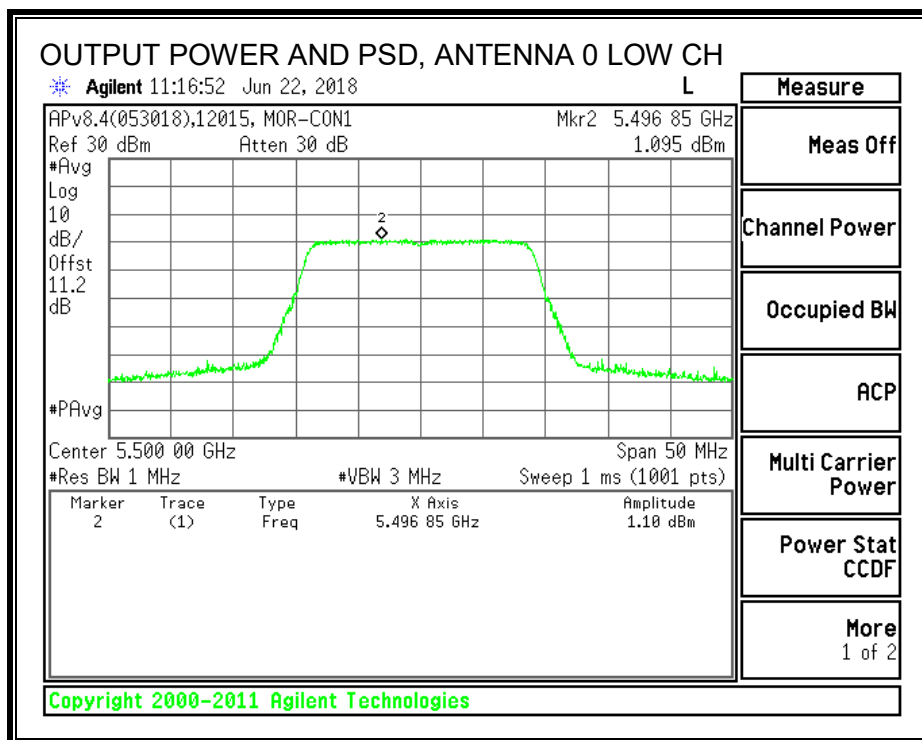 OUTPUT POWER AND PSD, ANTENNA 0 LOW CH
Agilent 11:16:52 Jun 22, 2018 L
Measure
APv8.4(053018),12015, MOR-CON1 Mkr2 5.496 85 GHz
Ref 30 dBm Atten 30 dB 1.095 dBm
Meas Off
#Avg
Log
10
dB/
Offst
11.2
dB
2
#PAvg
Channel Power
Occupied BW
ACP
Center 5.500 00 GHz Span 50 MHz
#Res BW 1 MHz #VBW 3 MHz Sweep 1 ms (1001 pts)
Multi Carrier
Power
Marker Trace Type X Axis Amplitude
2 (1) Freq 5.496 85 GHz 1.10 dBm
Power Stat
CCDF
More
1 of 2
Copyright 2000-2011 Agilent Technologies